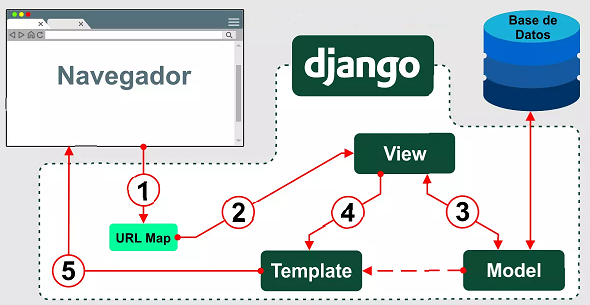 Navegador
django
Base de
Datos
View
1
2
4
3
URL Map
5
Template
Model